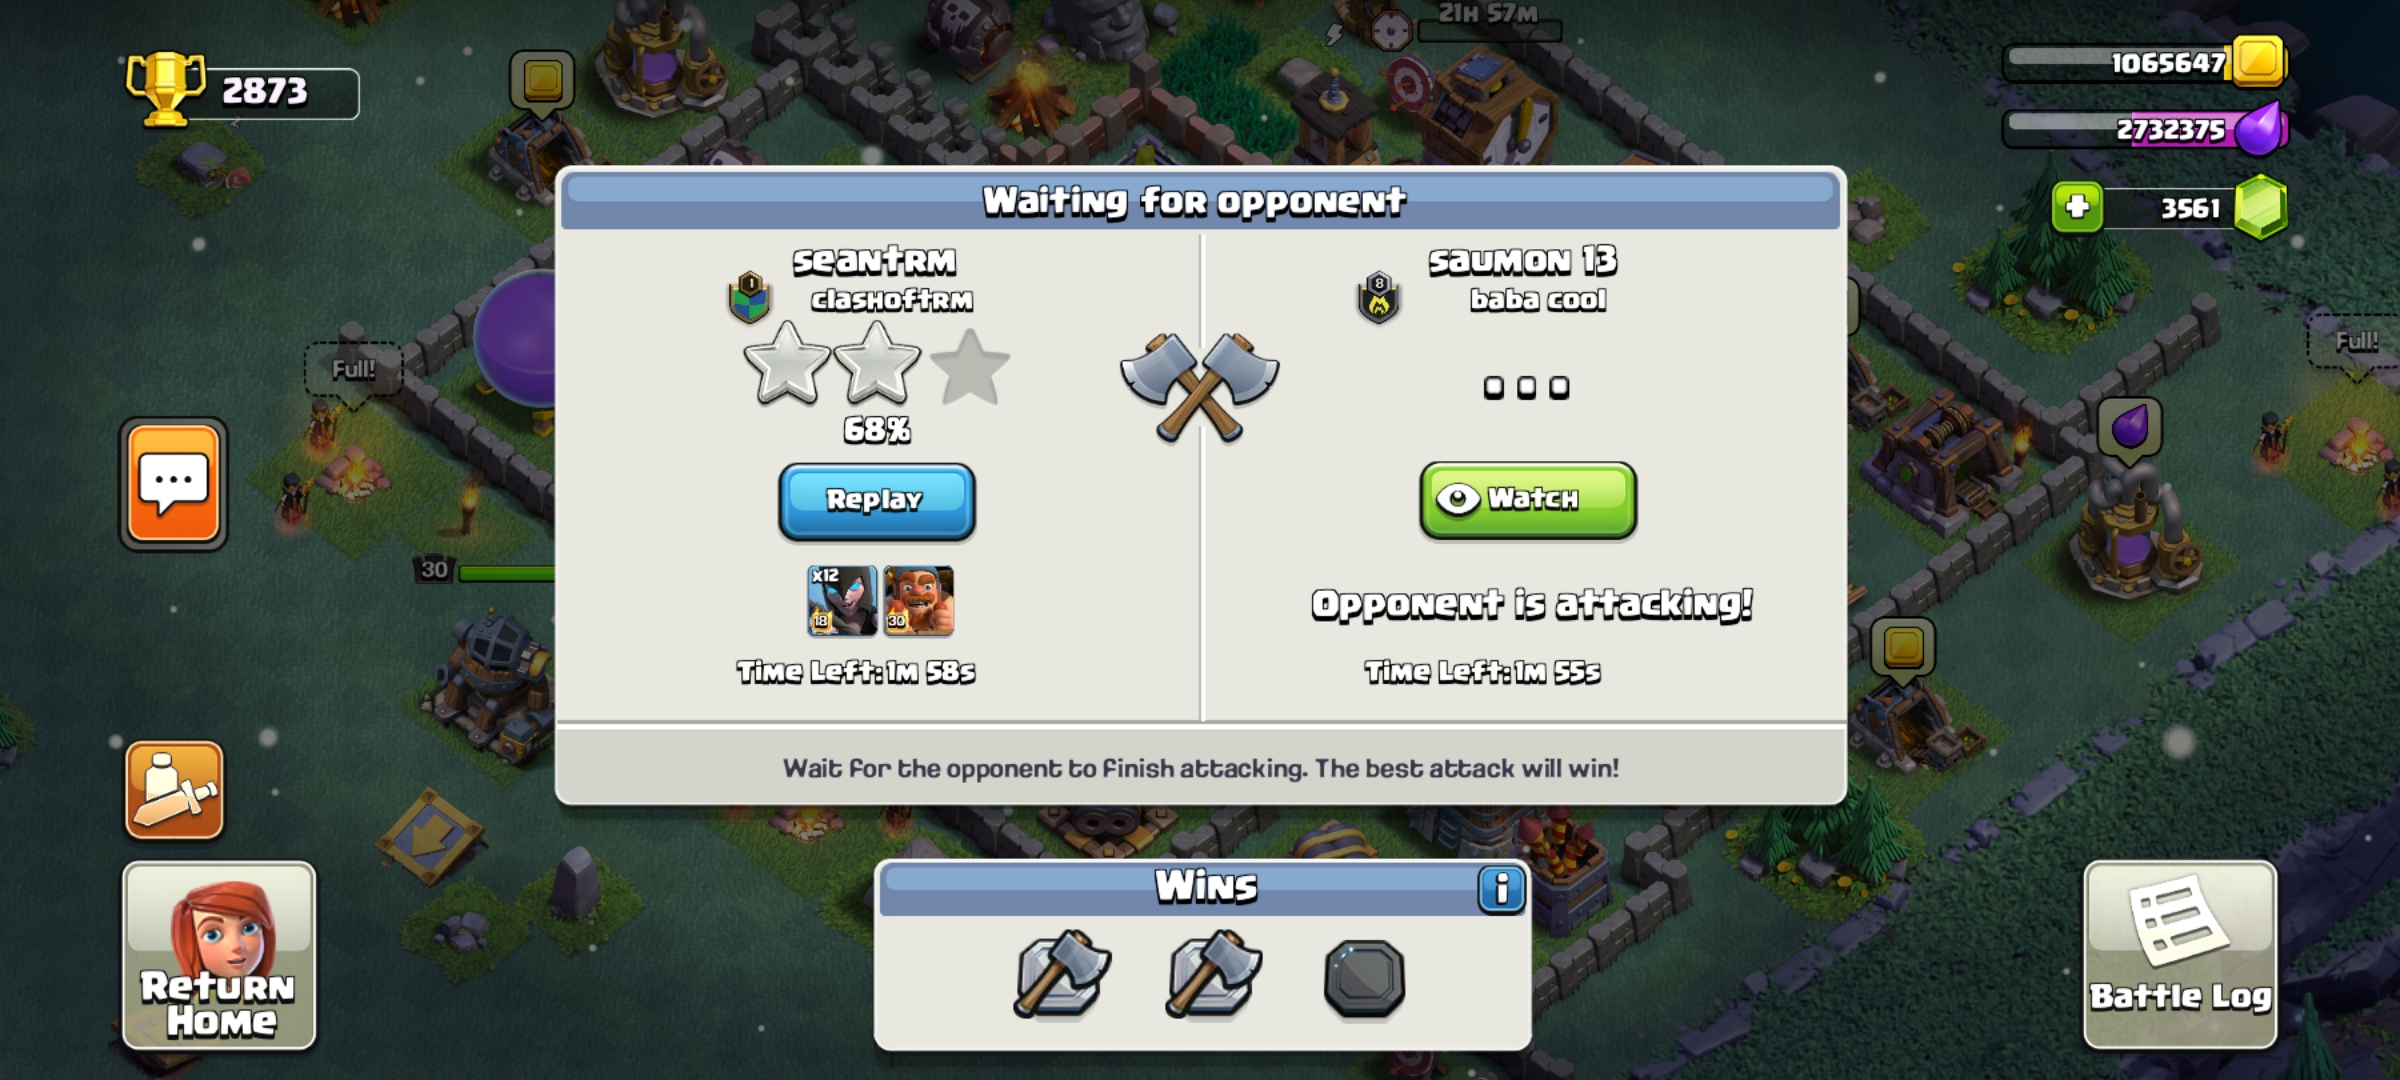 21H 57M
2873
1065647
2732375
3561
Waiting for opponent
seantrm
1
clashoftrm
68%
Replay
x12
18
30
Time Left:1M 58s
saumon 13
8
baba cool
Watch
Opponent is attacking!
Time Left:1M 55s
Wait for the opponent to finish attacking. The best attack will win!
Full!
Full!
30
Wins
i
Return
Home
Battle Log